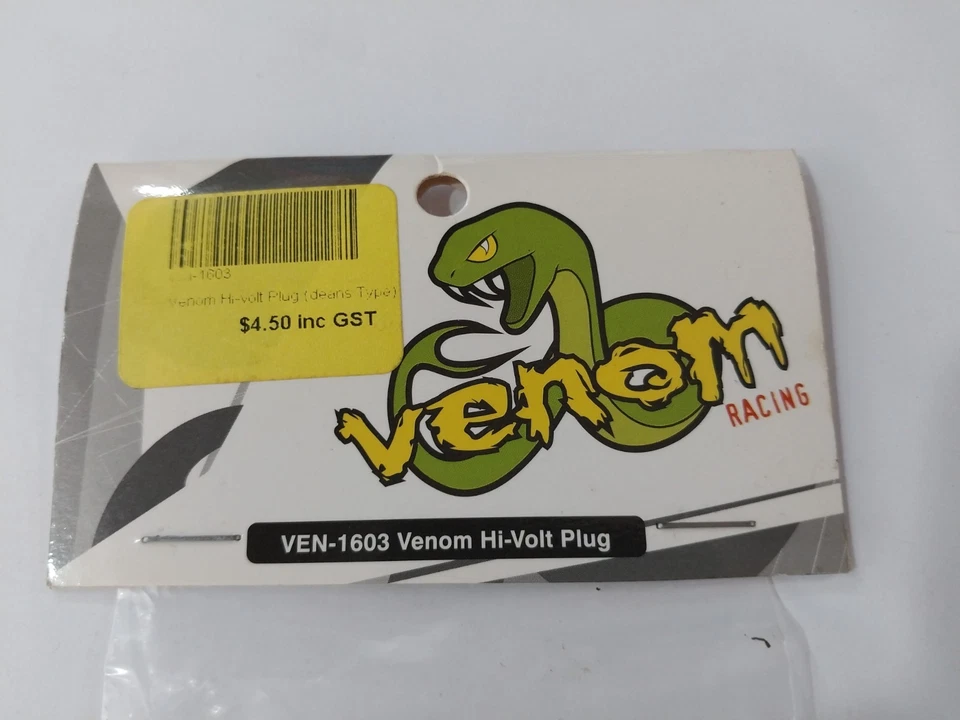 -1603
Venom Hi-volt Plug (deans Type)
$4.50 inc GST
venom
RACING
VEN-1603 Venom Hi-Volt Plug